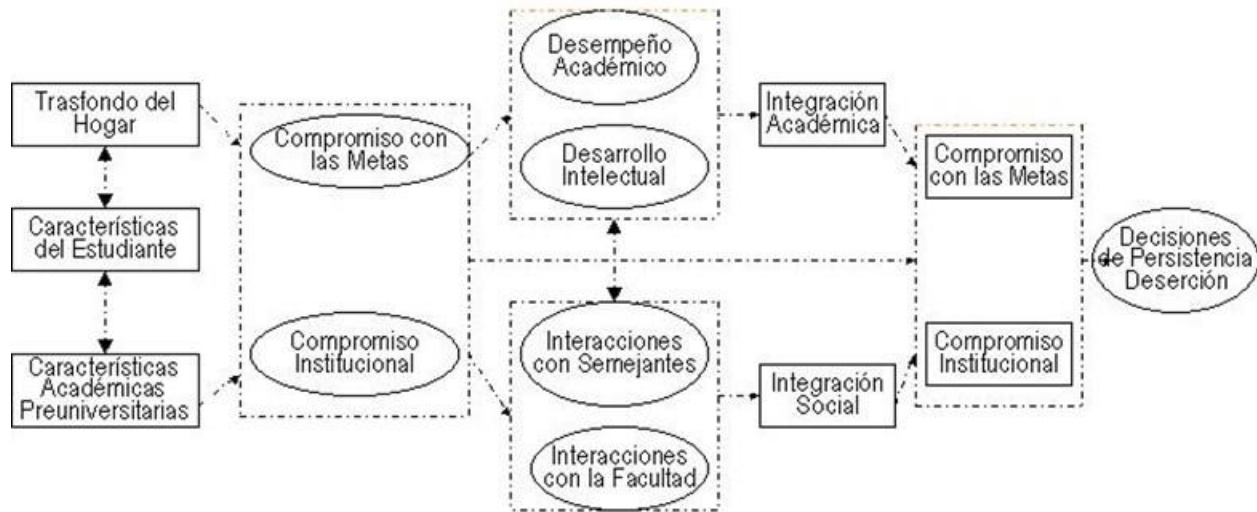 Trasfondo del
Hogar
Características
del Estudiante
Características
Académicas
Preuniversitarias
Compromiso con
las Metas
Compromiso
Institucional
Desempeño
Académico
Desarrollo
Intelectual
Interacciones
con Semejantes
Interacciones
con la Facultad
Integración
Académica
Integración
Social
Compromiso
con las Metas
Compromiso
Institucional
Decisiones
de Persistencia
Deserción